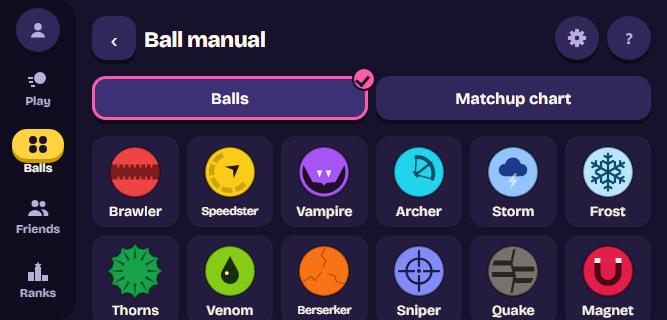 ‹ Ball manual ?
Play
Balls
Friends
Ranks
Balls Matchup chart
Brawler Speedster Vampire Archer Storm Frost
Thorns Venom Berserker Sniper Quake Magnet